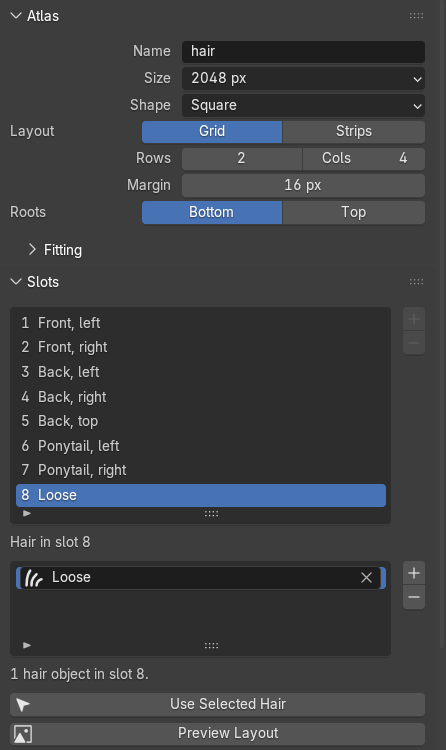 Atlas
Name hair
Size 2048 px
Shape Square
Layout Grid Strips
Rows 2 Cols 4
Margin 16 px
Roots Bottom Top
Fitting
Slots
1 Front, left
2 Front, right
3 Back, left
4 Back, right
5 Back, top
6 Ponytail, left
7 Ponytail, right
8 Loose
Hair in slot 8
Loose
1 hair object in slot 8.
Use Selected Hair
Preview Layout